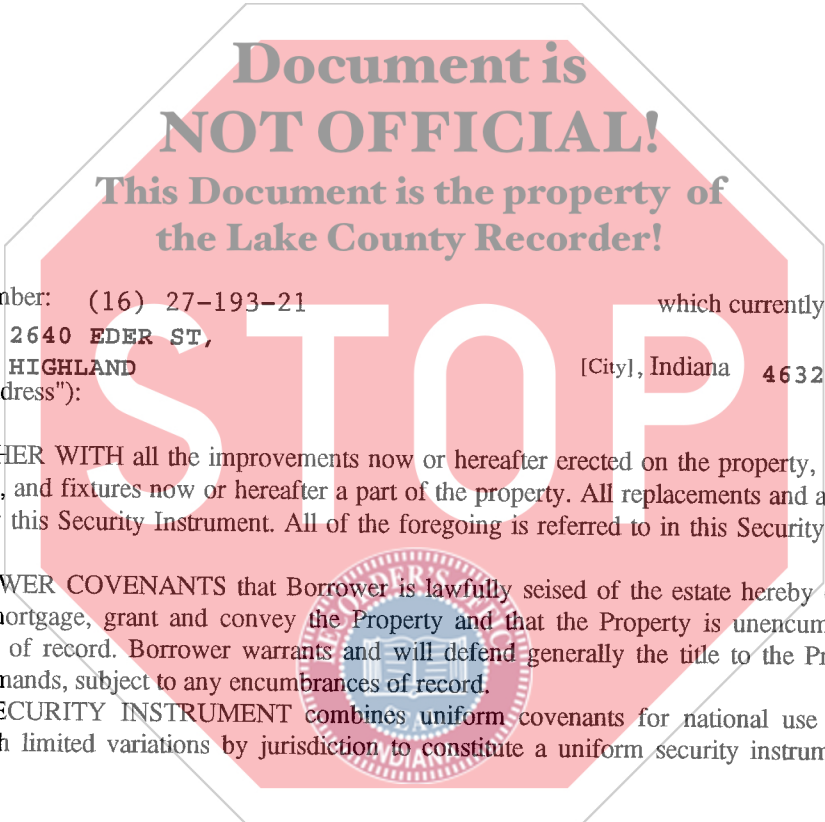 Document is
NOT OFFICIAL!
This Document is the property of
the Lake County Recorder!
nber: (16) 27-193-21 which currently
2640 EDER ST,
HIGHLAND [City], Indiana 4632
dress"):
STOP
HER WITH all the improvements now or hereafter erected on the property,
, and fixtures now or hereafter a part of the property. All replacements and a
this Security Instrument. All of the foregoing is referred to in this Security
WER COVENANTS that Borrower is lawfully seised of the estate hereby
ortgage, grant and convey the Property and that the Property is unencum
of record. Borrower warrants and will defend generally the title to the Pr
mands, subject to any encumbrances of record.
ECURITY INSTRUMENT combines uniform covenants for national use
h limited variations by jurisdiction to constitute a uniform security instrum
RECORDER'S OFFICE
INDIANA